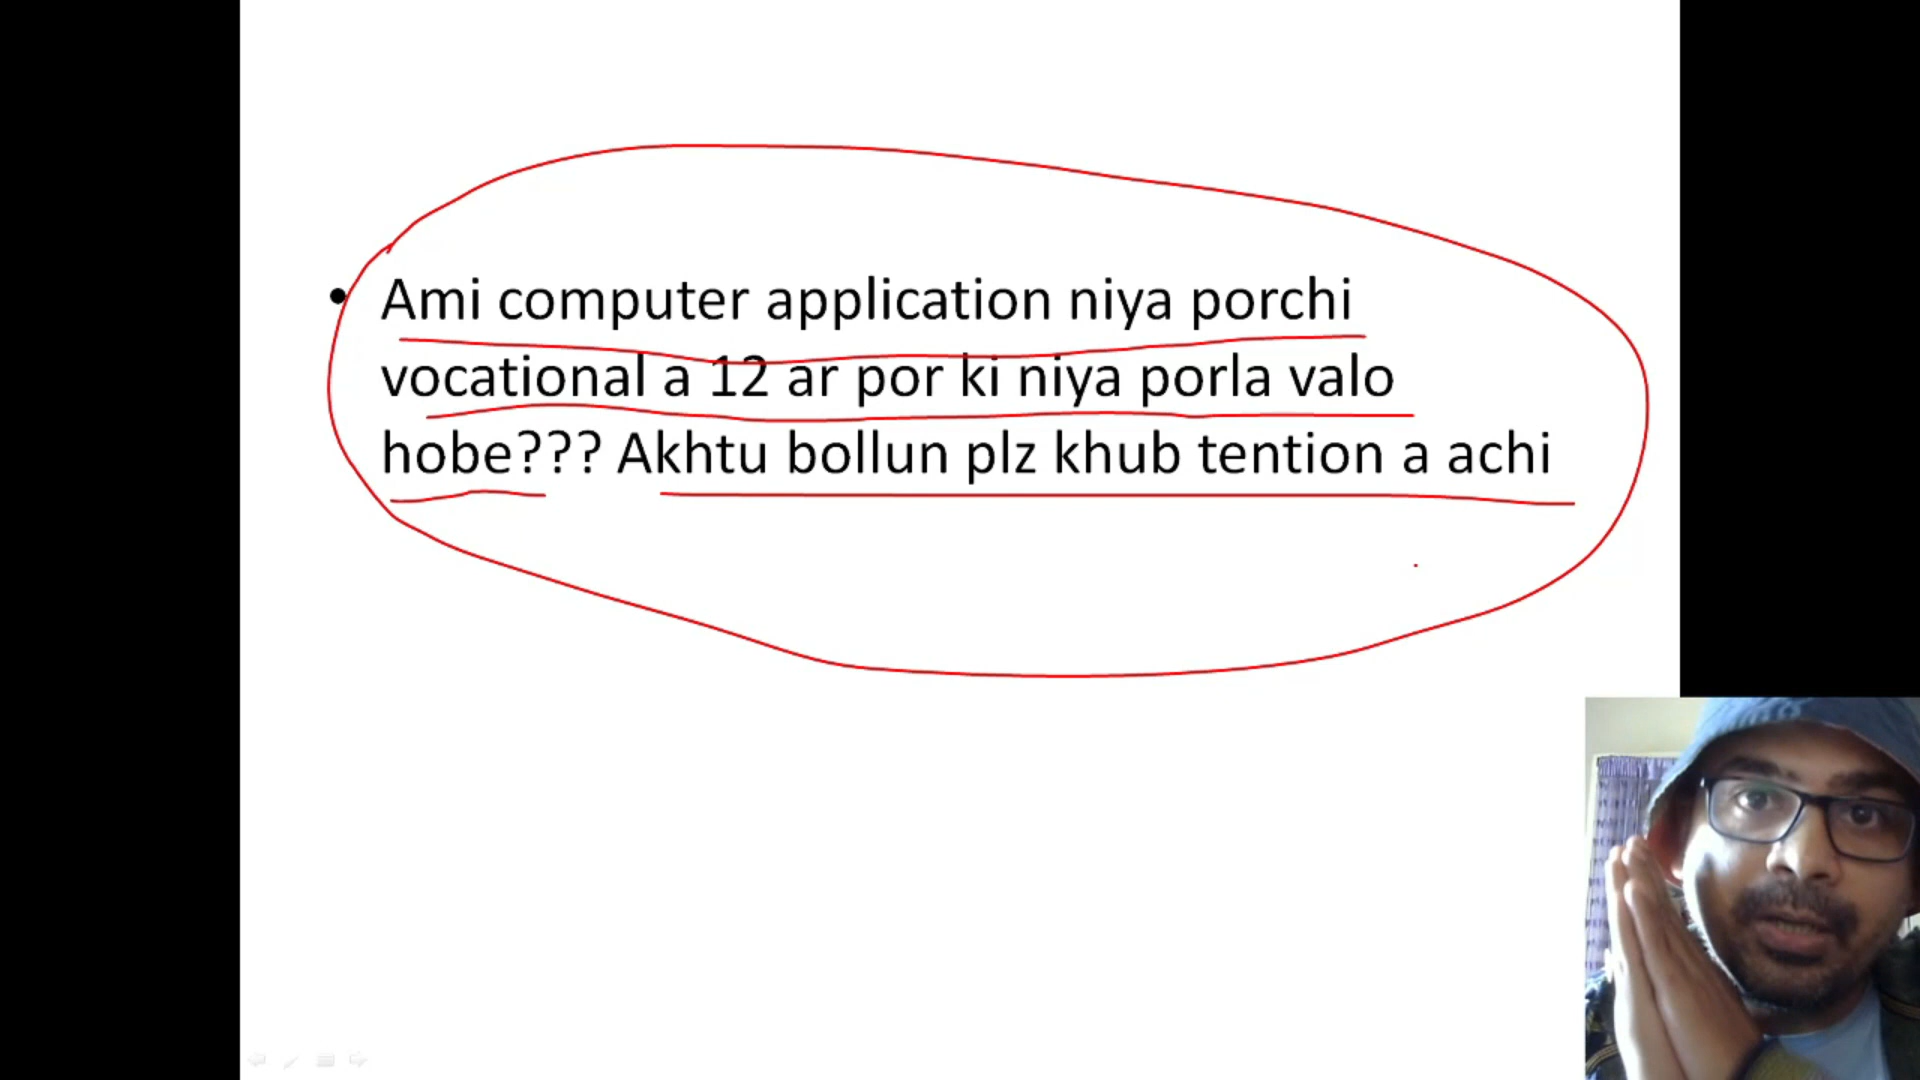 • Ami computer application niya porchi
vocational a 12 ar por ki niya porla valo
hobe??? Akhtu bollun plz khub tention a achi